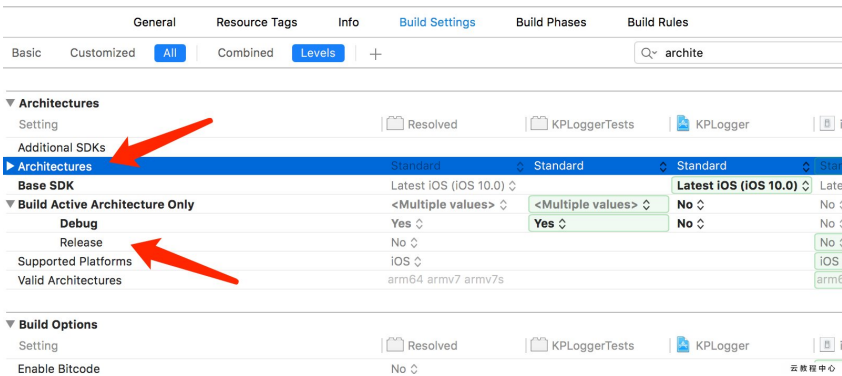 General Resource Tags Info Build Settings Build Phases Build Rules
Basic Customized All Combined Levels + archite
Architectures
Setting Resolved KPLoggerTests KPLogger
Additional SDKs
Architectures Standard Standard Standard Stan
Base SDK Latest iOS (iOS 10.0) Latest iOS (iOS 10.0) Late
Build Active Architecture Only <Multiple values> <Multiple values> No No
Debug Yes Yes No No
Release No No
Supported Platforms iOS iOS
Valid Architectures arm64 armv7 armv7s arm6
Build Options
Setting Resolved KPLoggerTests KPLogger
Enable Bitcode No
云教程中心